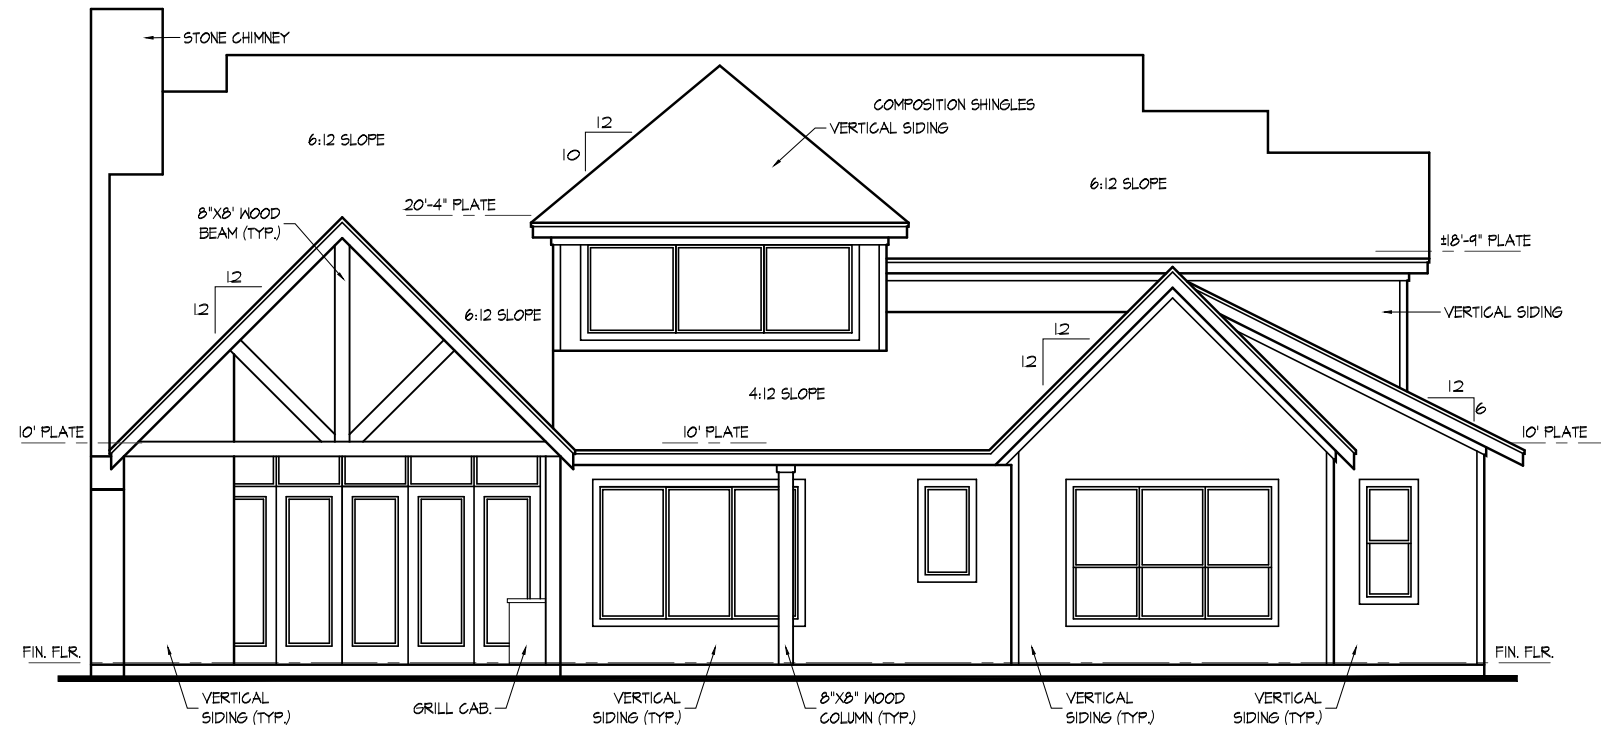 STONE CHIMNEY
COMPOSITION SHINGLES
VERTICAL SIDING
12
10
6:12 SLOPE
6:12 SLOPE
20'-4" PLATE
8"X8' WOOD
BEAM (TYP.)
±18'-9" PLATE
12
12
6:12 SLOPE
VERTICAL SIDING
12
12
4:12 SLOPE
12
6
10' PLATE
10' PLATE
10' PLATE
FIN. FLR.
FIN. FLR.
VERTICAL
SIDING (TYP.)
GRILL CAB.
VERTICAL
SIDING (TYP.)
8"X8" WOOD
COLUMN (TYP.)
VERTICAL
SIDING (TYP.)
VERTICAL
SIDING (TYP.)